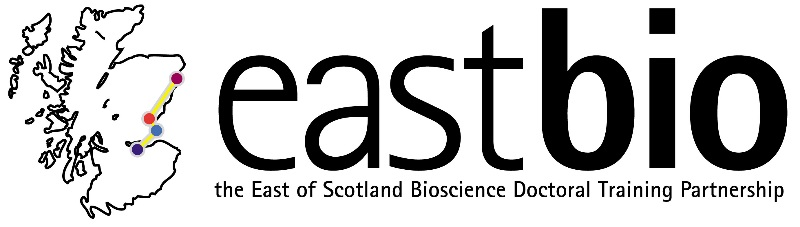 eastbio
the East of Scotland Bioscience Doctoral Training Partnership